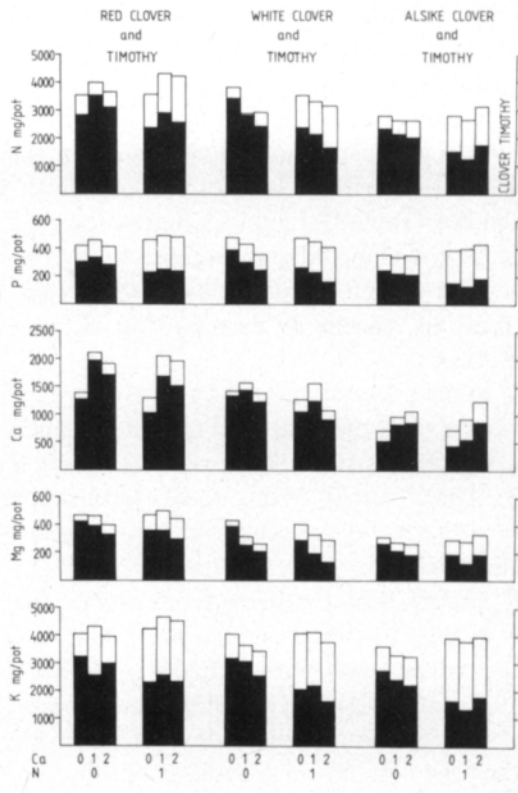 RED CLOVER WHITE CLOVER ALSIKE CLOVER
and and and
TIMOTHY TIMOTHY TIMOTHY
5000
4000
3000
2000
1000
N mg/pot
CLOVER TIMOTHY
600
400
200
P mg/pot
2500
2000
1500
1000
500
Ca mg/pot
600
400
200
Mg mg/pot
5000
4000
3000
2000
1000
K mg/pot
Ca 0 1 2 0 1 2 0 1 2 0 1 2 0 1 2 0 1 2
N 0 1 0 1 0 1